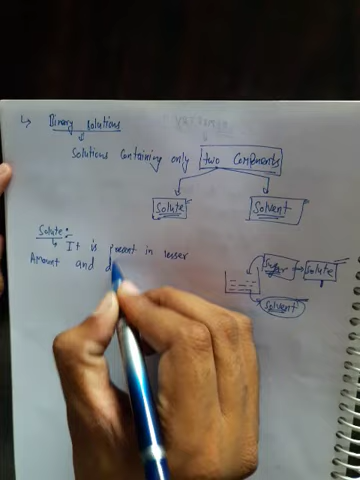 ↳ Binary solutions
Solutions Containing only two Components
Solute
Solvent
Solute:-
↳ It is present in lesser
Amount and d
Sugar → Solute
Solvent